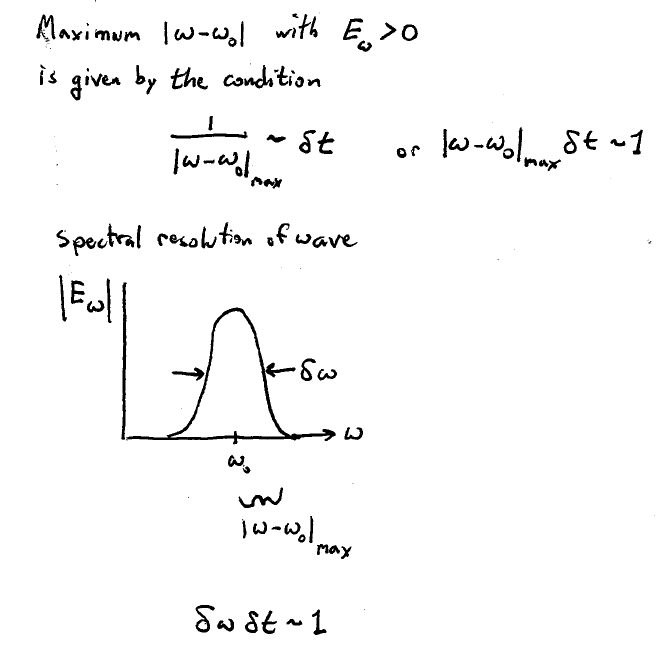 Maximum |ω-ω₀| with E_ω >0
is given by the condition
1/|ω-ω₀|_max ~ δt or |ω-ω₀|_max δt ~1
Spectral resolution of wave
|E_ω|
δω
ω
ω₀
|ω-ω₀|_max
δω δt ~ 1